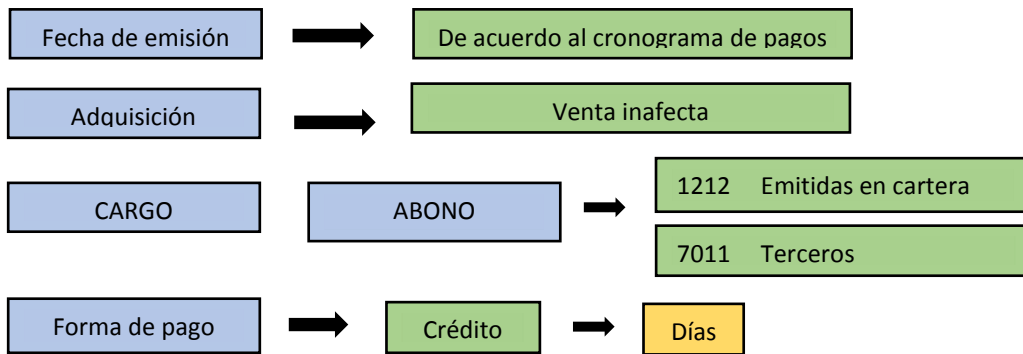 Fecha de emisión
De acuerdo al cronograma de pagos
Adquisición
Venta inafecta
CARGO
ABONO
1212 Emitidas en cartera
7011 Terceros
Forma de pago
Crédito
Días